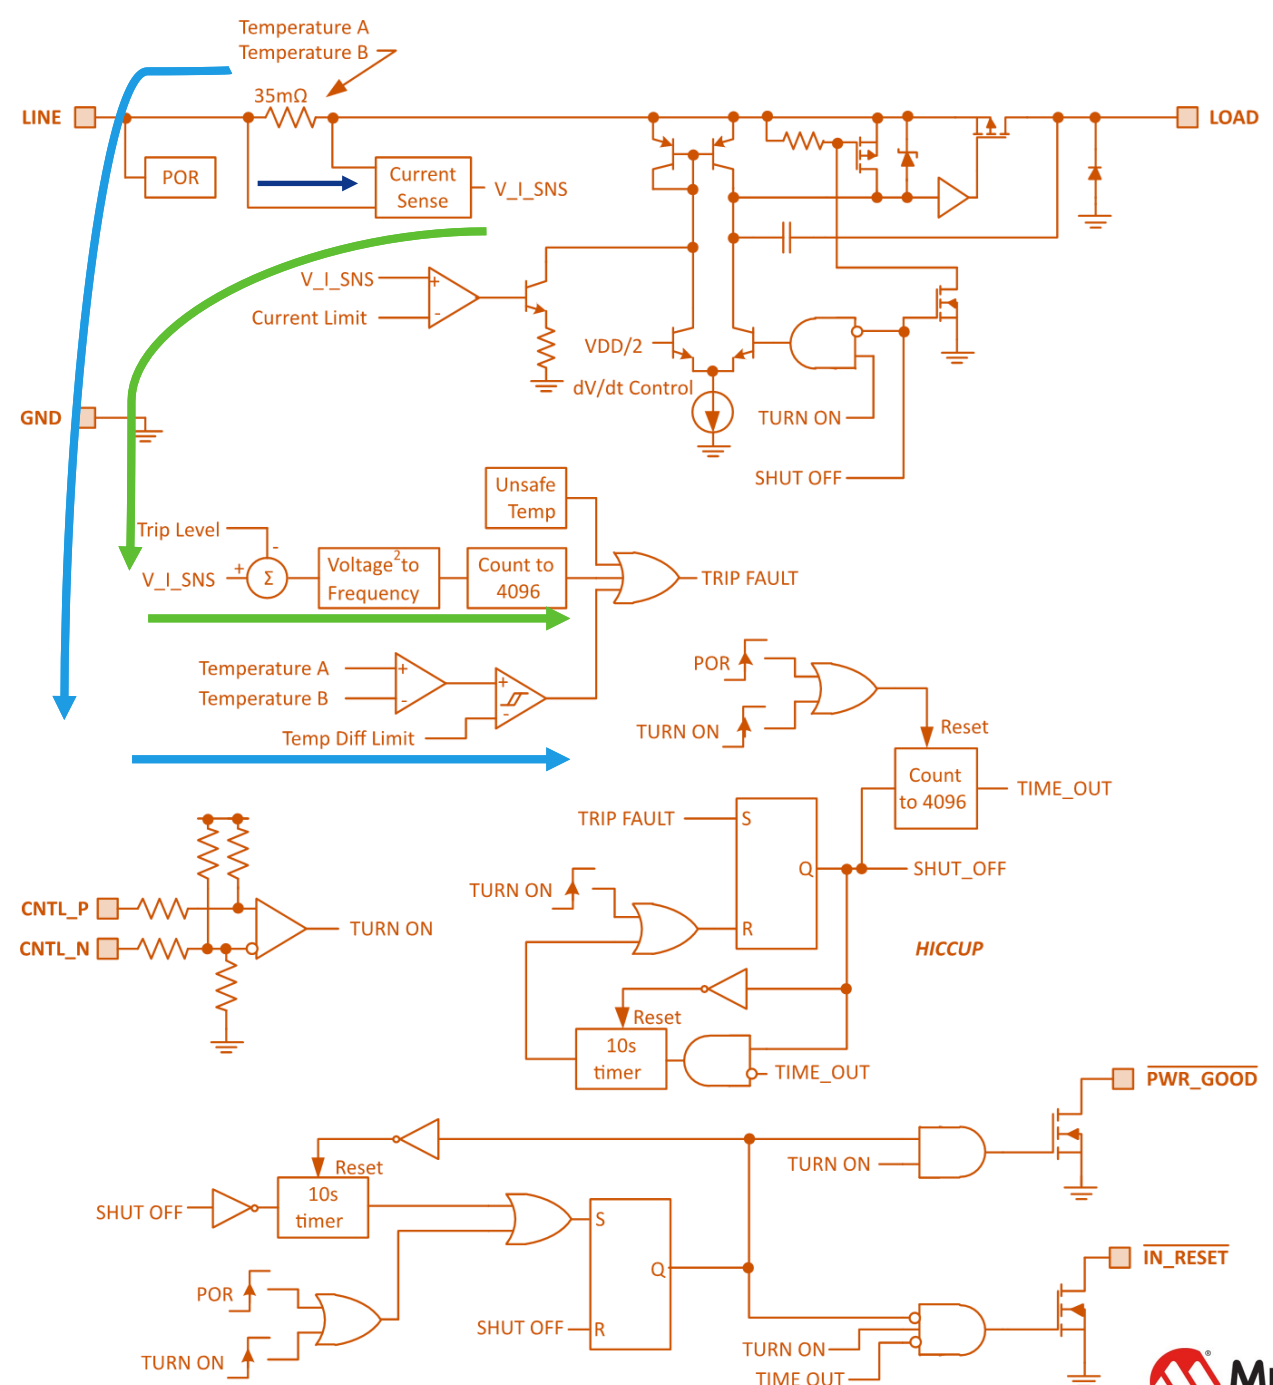 Temperature A
Temperature B
35mΩ
LINE
LOAD
POR
Current
Sense
V_I_SNS
V_I_SNS
+
-
Current Limit
VDD/2
dV/dt Control
TURN ON
GND
SHUT OFF
Unsafe
Temp
Trip Level
-
+
V_I_SNS
Σ
Voltage² to
Frequency
Count to
4096
TRIP FAULT
Temperature A
Temperature B
+
-
+
-
Temp Diff Limit
POR
TURN ON
Reset
Count
to 4096
TIME_OUT
TRIP FAULT
S
Q
R
SHUT_OFF
TURN ON
CNTL_P
CNTL_N
TURN ON
HICCUP
Reset
10s
timer
TIME_OUT
PWR_GOOD
TURN ON
Reset
10s
timer
SHUT OFF
S
Q
R
IN_RESET
POR
SHUT OFF
TURN ON
TURN ON
TIME OUT
®